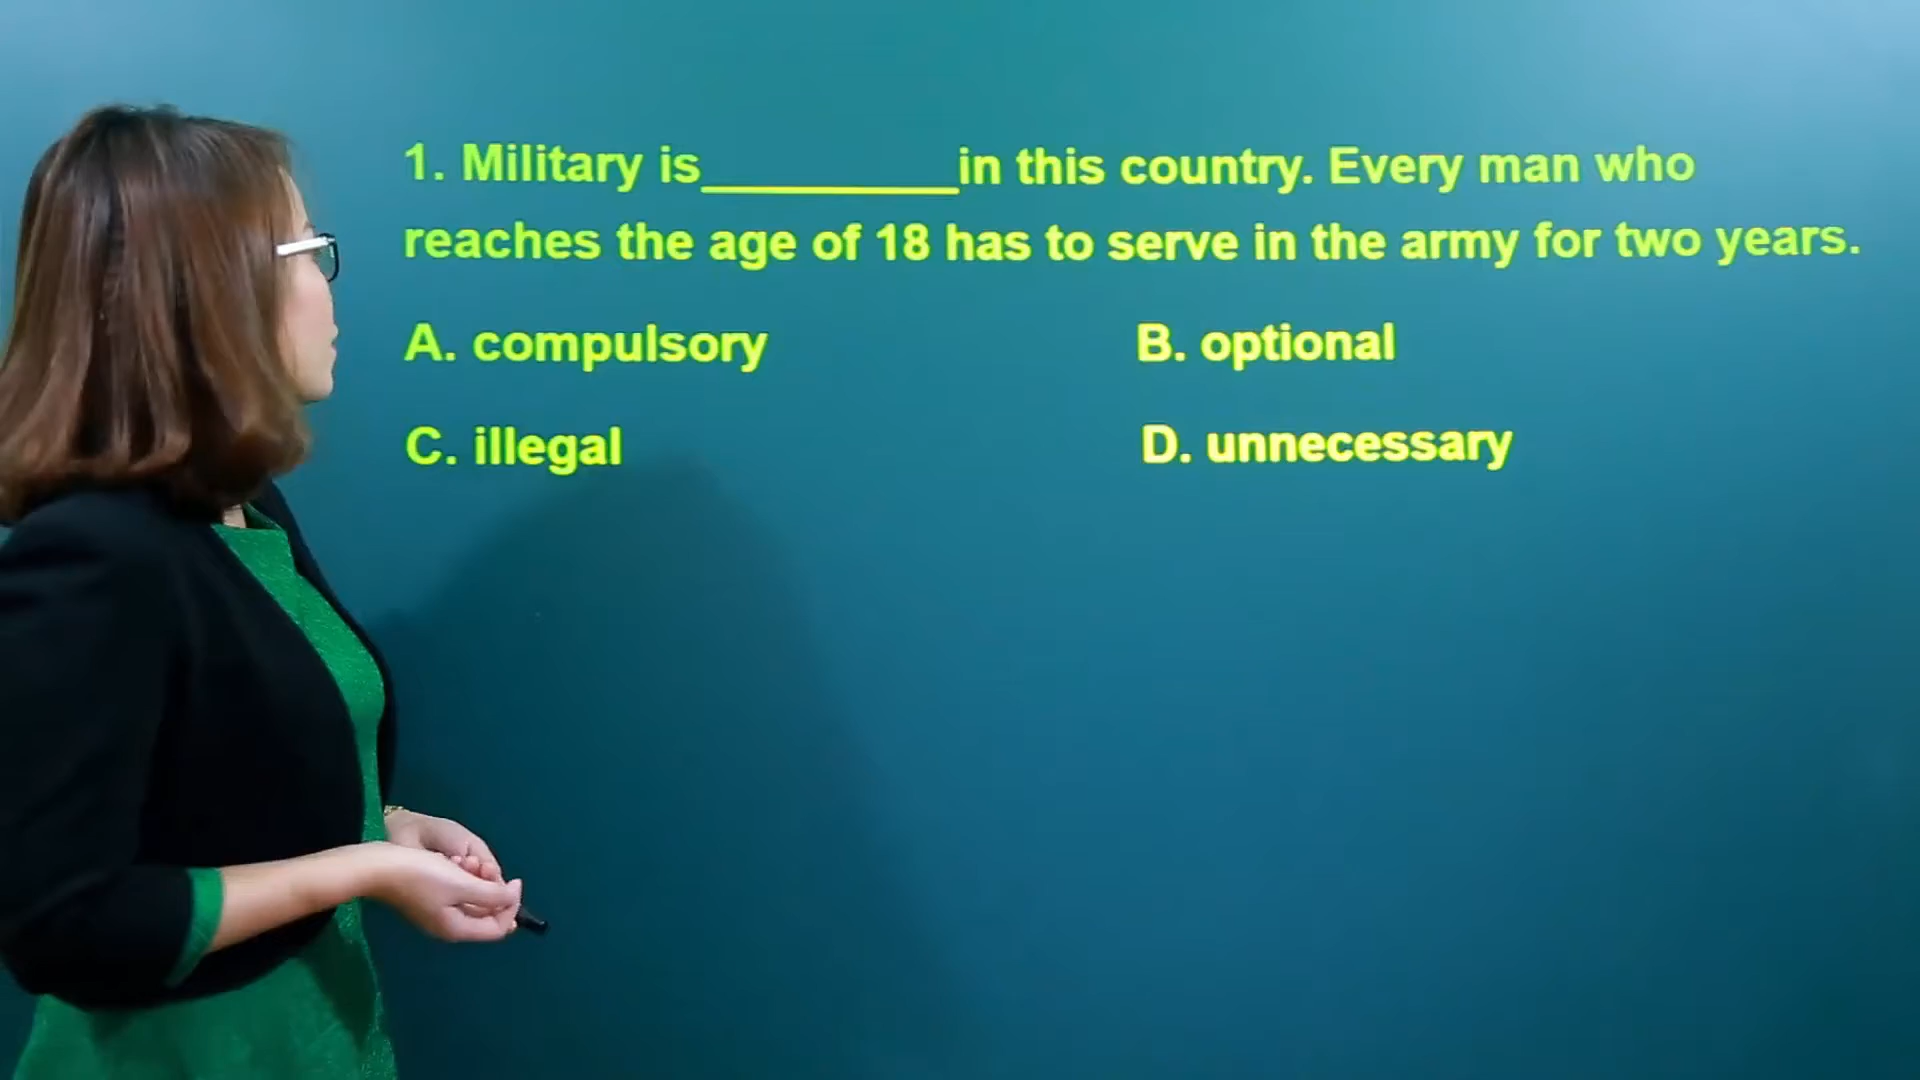 1. Military is_________in this country. Every man who
reaches the age of 18 has to serve in the army for two years.
A. compulsory B. optional
C. illegal D. unnecessary